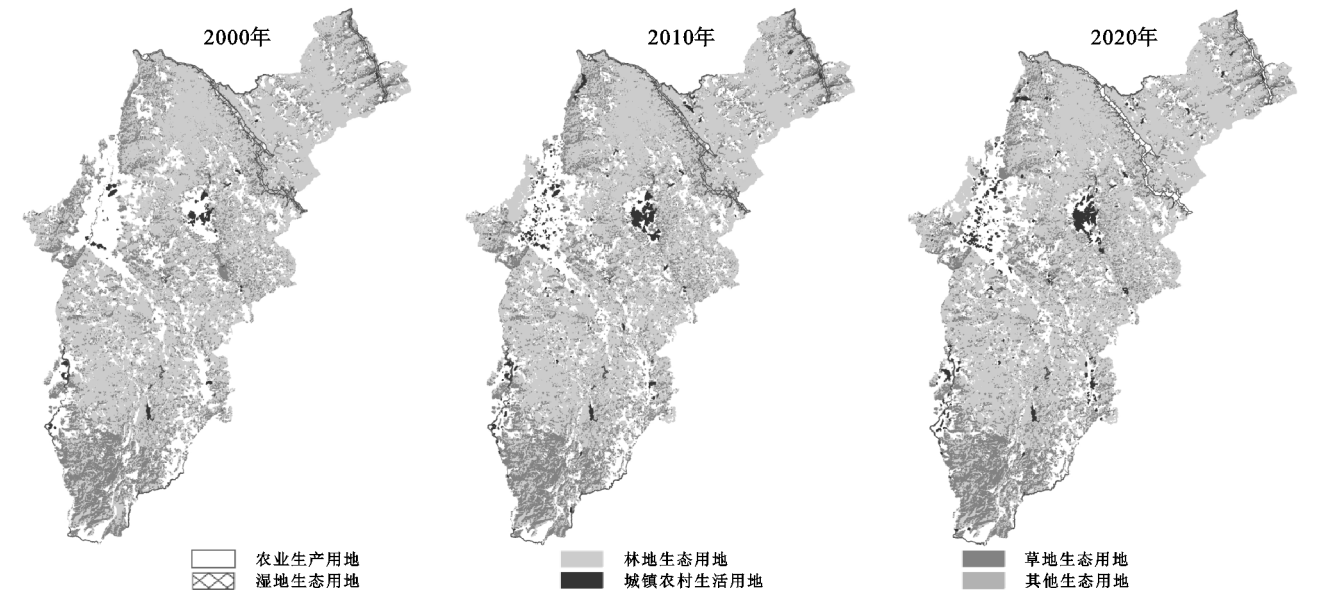 2000年
2010年
2020年
农业生产用地
林地生态用地
草地生态用地
湿地生态用地
城镇农村生活用地
其他生态用地